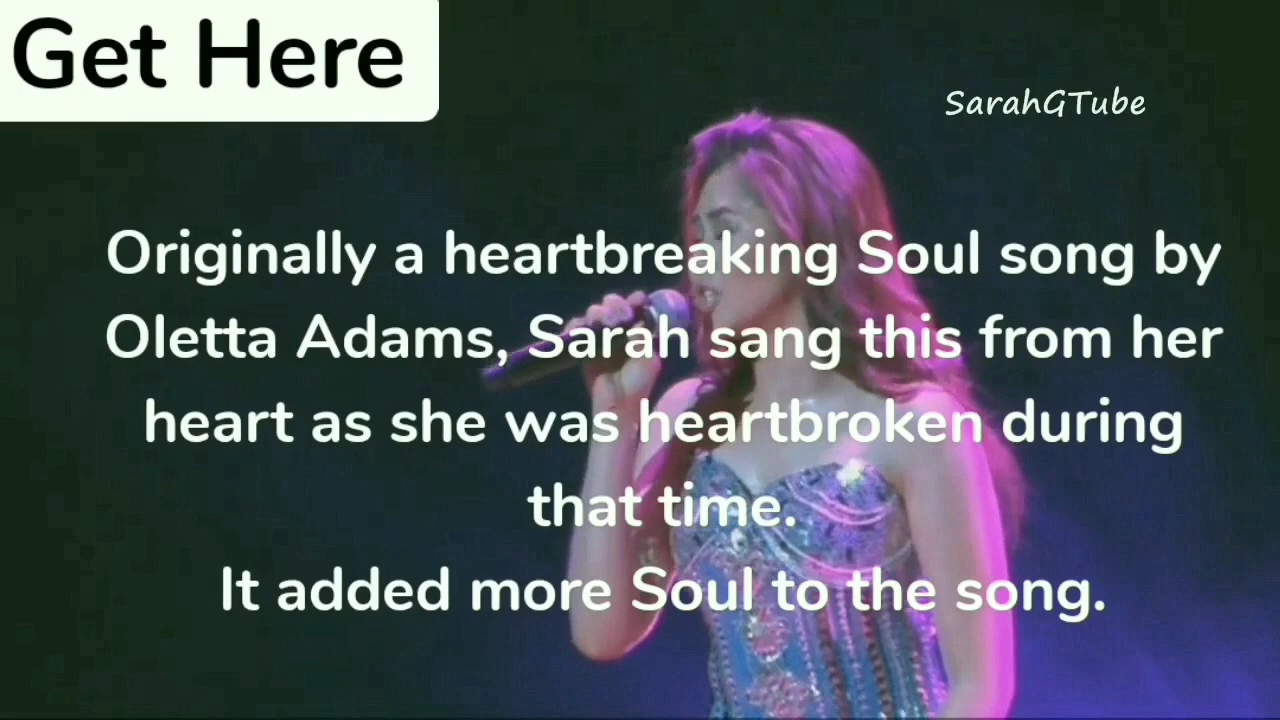 Get Here
SarahGTube
Originally a heartbreaking Soul song by
Oletta Adams, Sarah sang this from her
heart as she was heartbroken during
that time.
It added more Soul to the song.